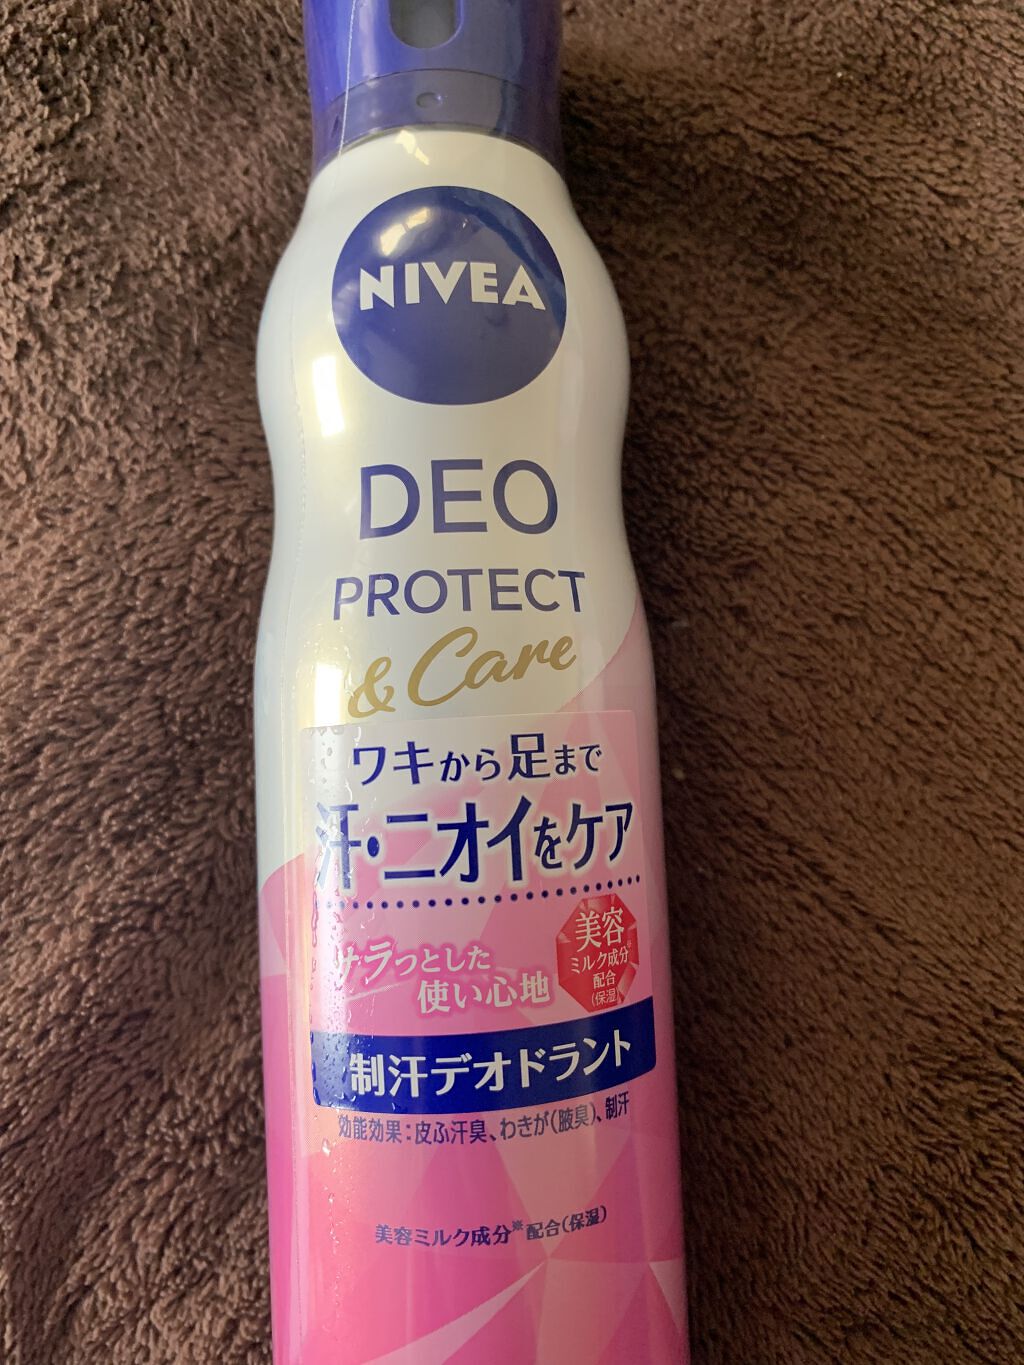 NIVEA
DEO
PROTECT
& Care
ワキから足まで
汗・ニオイをケア
サラっとした
使い心地
美容
ミルク成分※
配合
(保湿)
制汗デオドラント
効能効果：皮ふ汗臭、わきが(腋臭)、制汗
美容ミルク成分※配合(保湿)